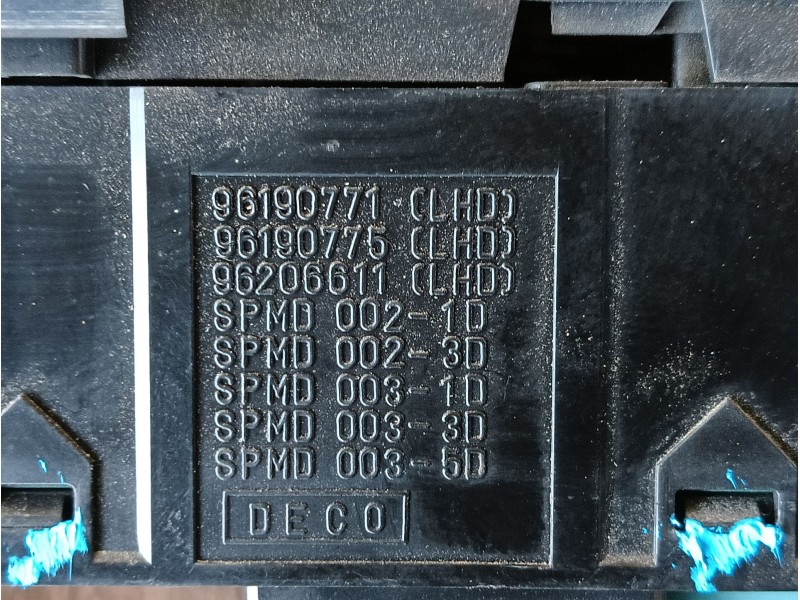 96190771 (LHD)
96190775 (LHD)
96206611 (LHD)
SPMD 002-1D
SPMD 002-3D
SPMD 003-1D
SPMD 003-3D
SPMD 003-5D
DECO